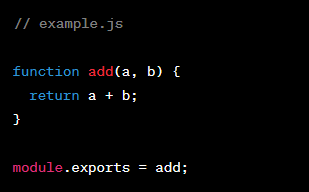 // example.js
function add(a, b) {
  return a + b;
}
module.exports = add;